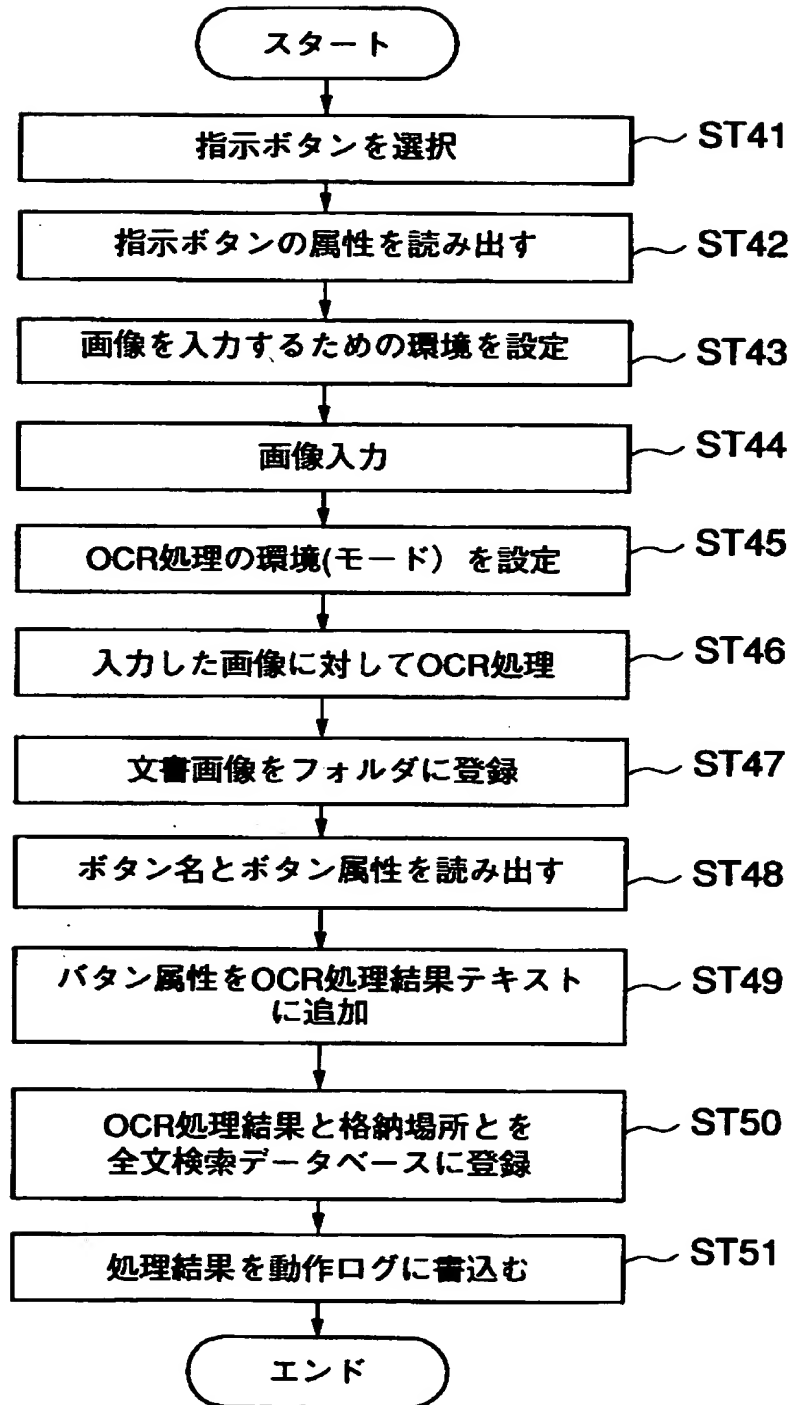 スタート
指示ボタンを選択
ST41
指示ボタンの属性を読み出す
ST42
画像を入力するための環境を設定
ST43
画像入力
ST44
OCR処理の環境(モード）を設定
ST45
入力した画像に対してOCR処理
ST46
文書画像をフォルダに登録
ST47
ボタン名とボタン属性を読み出す
ST48
バタン属性をOCR処理結果テキスト
に追加
ST49
OCR処理結果と格納場所とを
全文検索データベースに登録
ST50
処理結果を動作ログに書込む
ST51
エンド